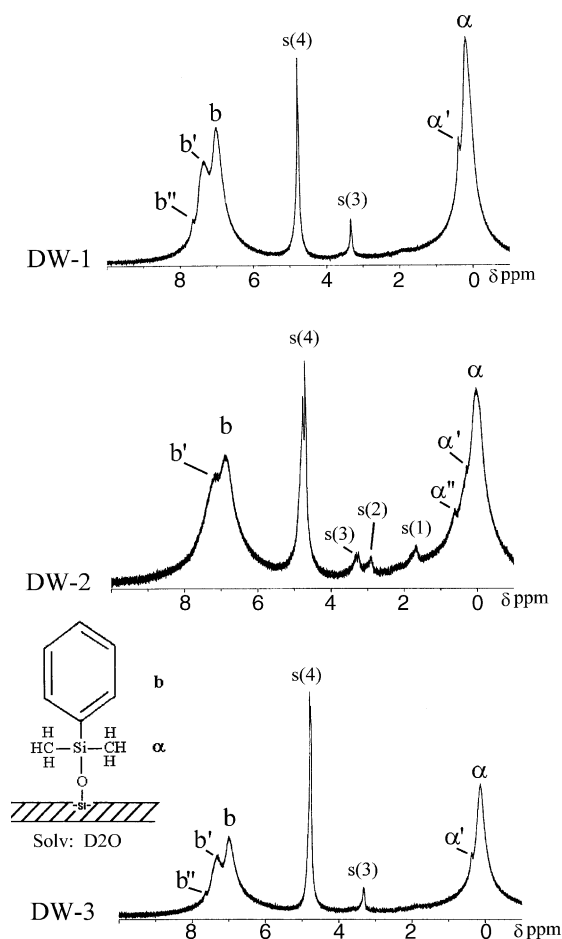 α
s(4)
b
α'
b'
b"
s(3)
DW-1
8 6 4 2 0 δ ppm
s(4)
α
b
b'
α'
α"
s(3) s(2) s(1)
DW-2
8 6 4 2 0 δ ppm
b
H H
HC Si CH α
H H
O
Si
Solv: D2O
s(4)
α
b
b'
α'
b"
s(3)
DW-3
8 6 4 2 0 δ ppm